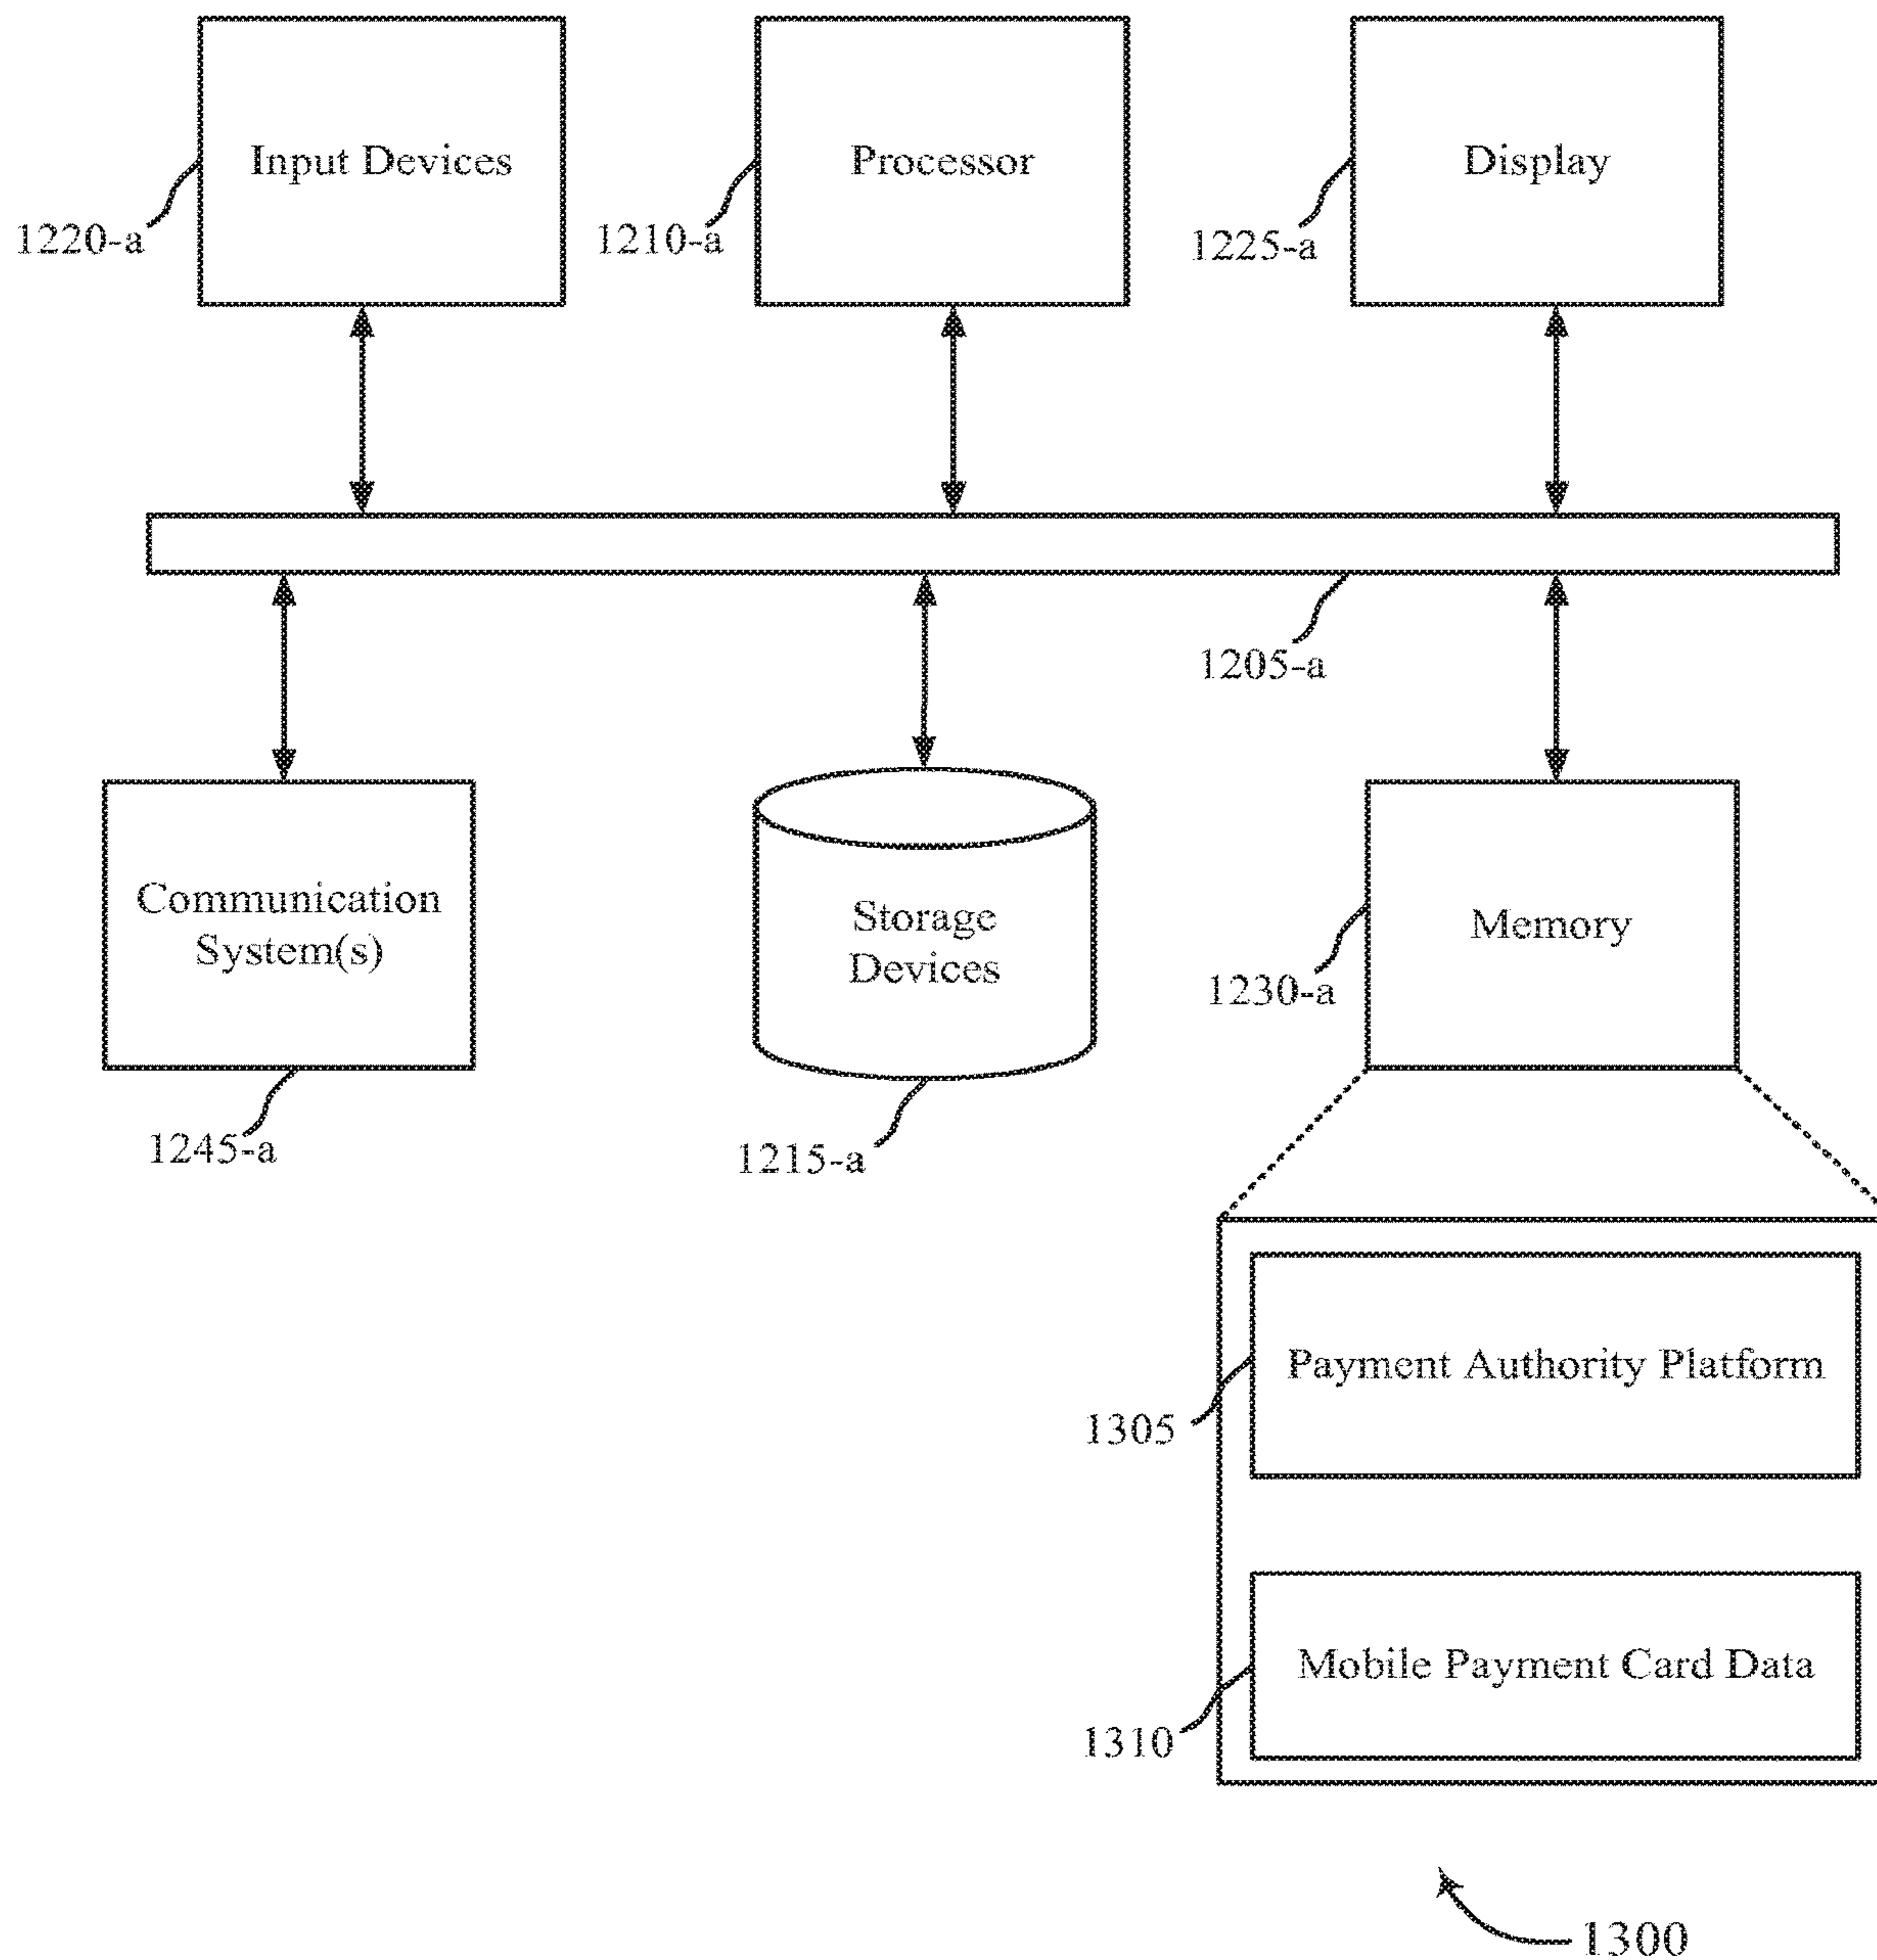 Input Devices
Processor
Display
1220-a
1210-a
1225-a
1205-a
Communication
System(s)
Storage
Devices
Memory
1230-a
1245-a
1215-a
Payment Authority Platform
1305
Mobile Payment Card Data
1310
1300